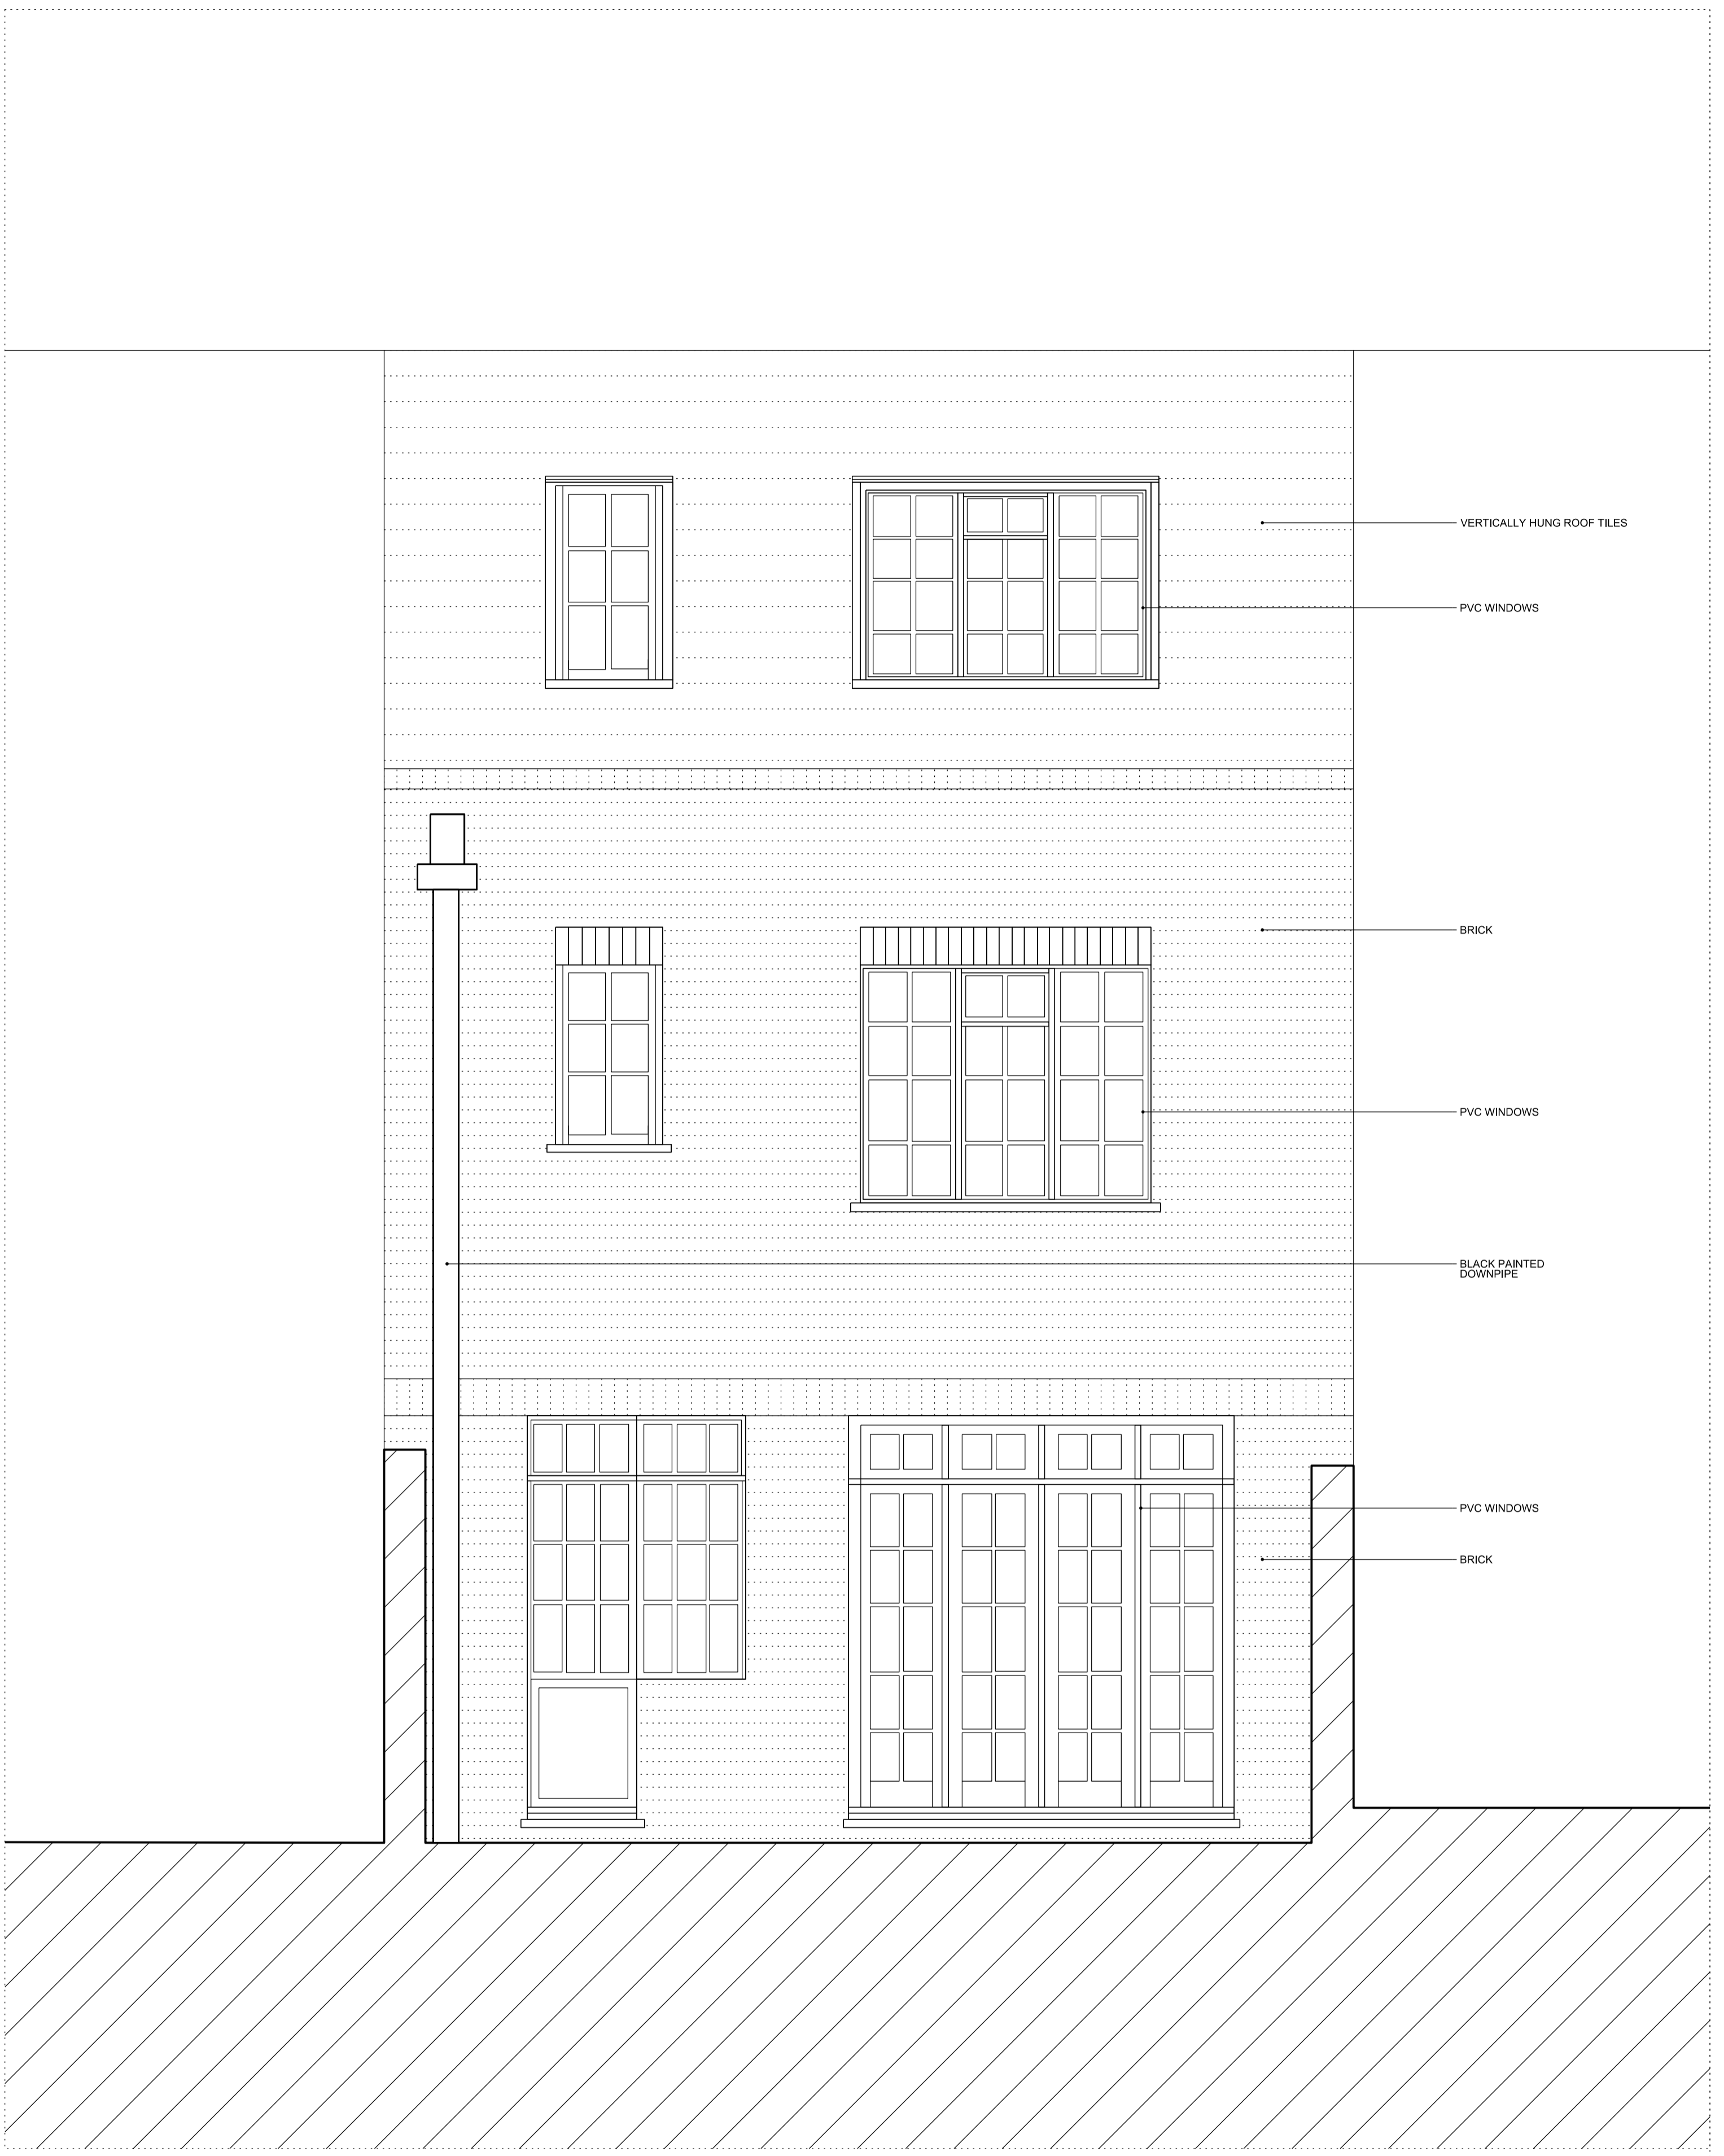 VERTICALLY HUNG ROOF TILES
PVC WINDOWS
BRICK
PVC WINDOWS
BLACK PAINTED
DOWNPIPE
PVC WINDOWS
BRICK